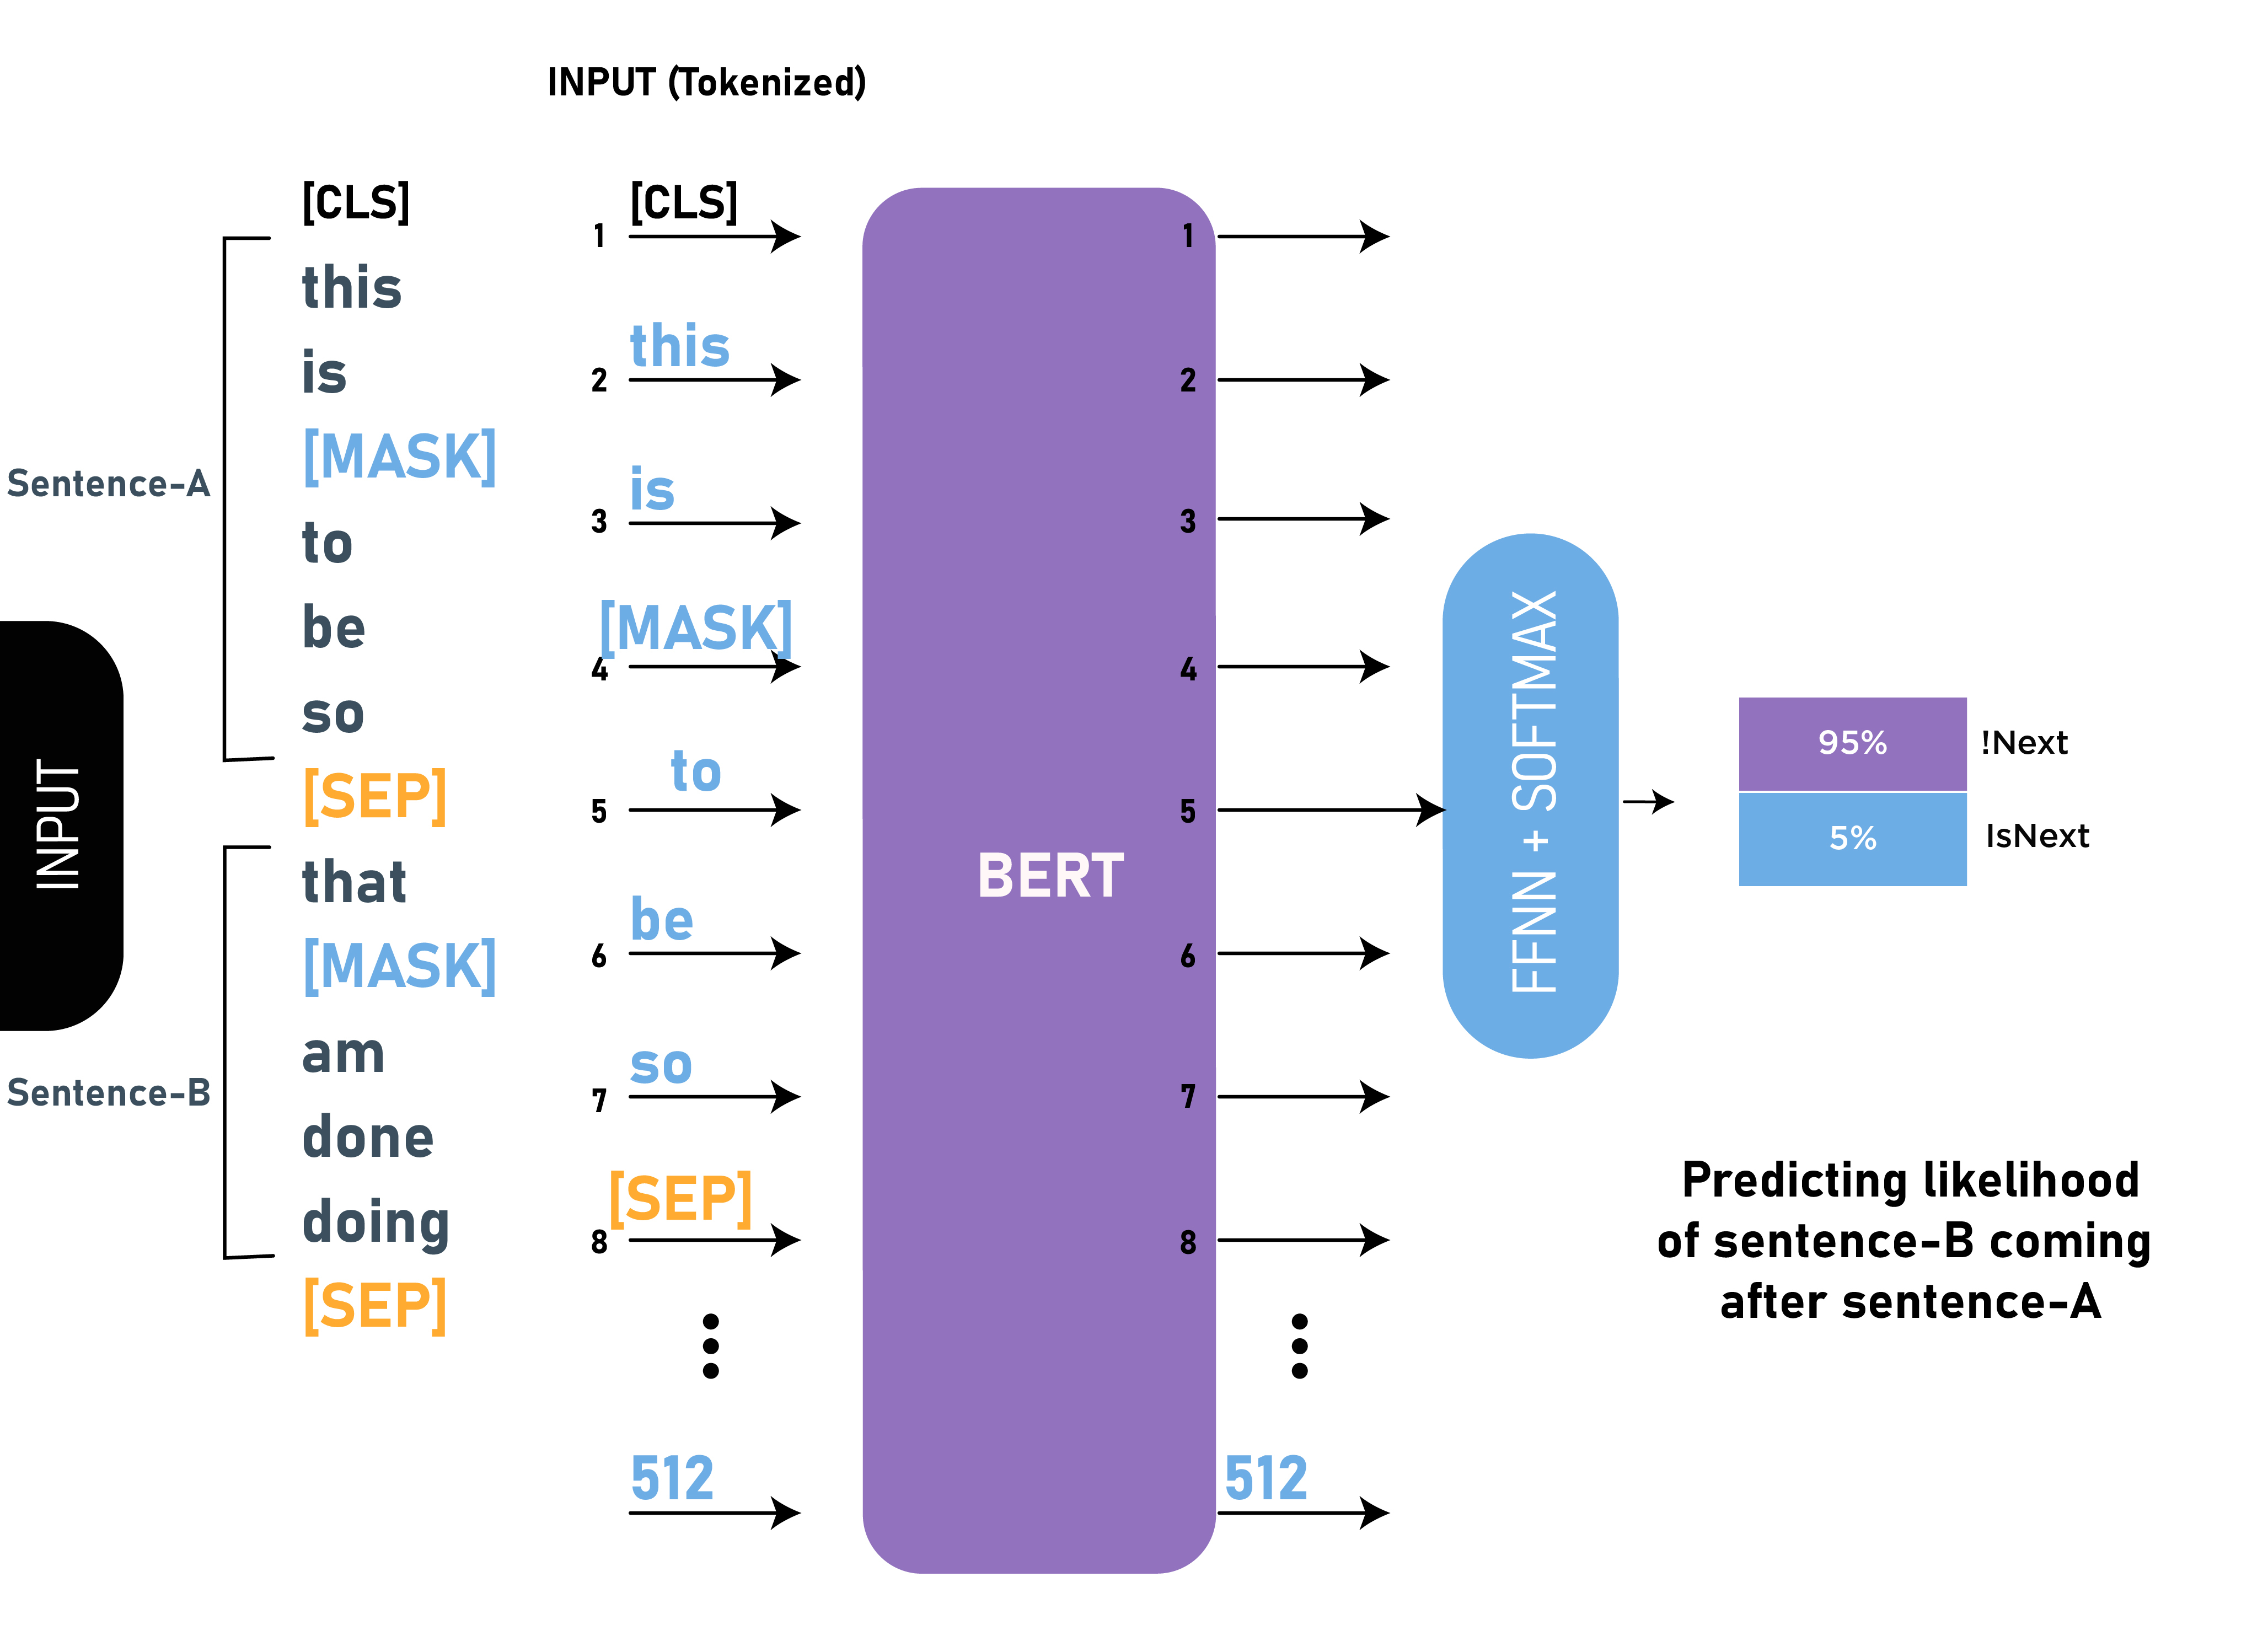 INPUT (Tokenized)
INPUT
Sentence-A
Sentence-B
[CLS]
this
is
[MASK]
to
be
so
[SEP]
that
[MASK]
am
done
doing
[SEP]
1 [CLS]
2 this
3 is
4 [MASK]
5 to
6 be
7 so
8 [SEP]
512
BERT
1
2
3
4
5
6
7
8
512
FFNN + SOFTMAX
95% !Next
5% IsNext
Predicting likelihood
of sentence-B coming
after sentence-A